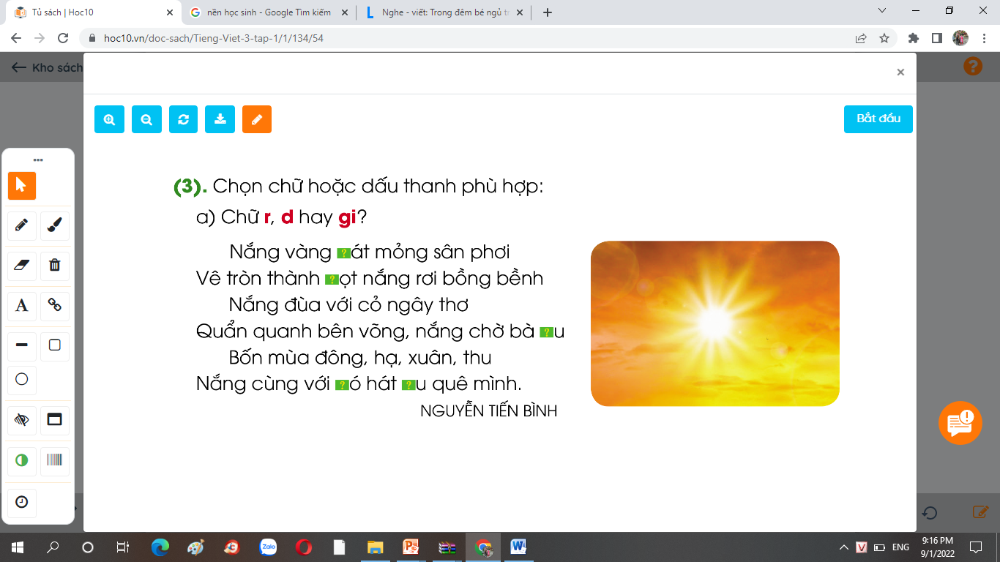 Tủ sách | Hoc10
nền học sinh - Google Tìm kiếm
Nghe - viết: Trong đêm bé ngủ tr
hoc10.vn/doc-sach/Tieng-Viet-3-tap-1/1/134/54
Kho sách
Bắt đầu
(3). Chọn chữ hoặc dấu thanh phù hợp:
a) Chữ r, d hay gi?
Nắng vàng ?át mỏng sân phơi
Vê tròn thành ?ọt nắng rơi bồng bềnh
Nắng đùa với cỏ ngây thơ
Quẩn quanh bên võng, nắng chờ bà ?u
Bốn mùa đông, hạ, xuân, thu
Nắng cùng với ?ó hát ?u quê mình.
NGUYỄN TIẾN BÌNH
A
Zalo
ENG
9:16 PM
9/1/2022